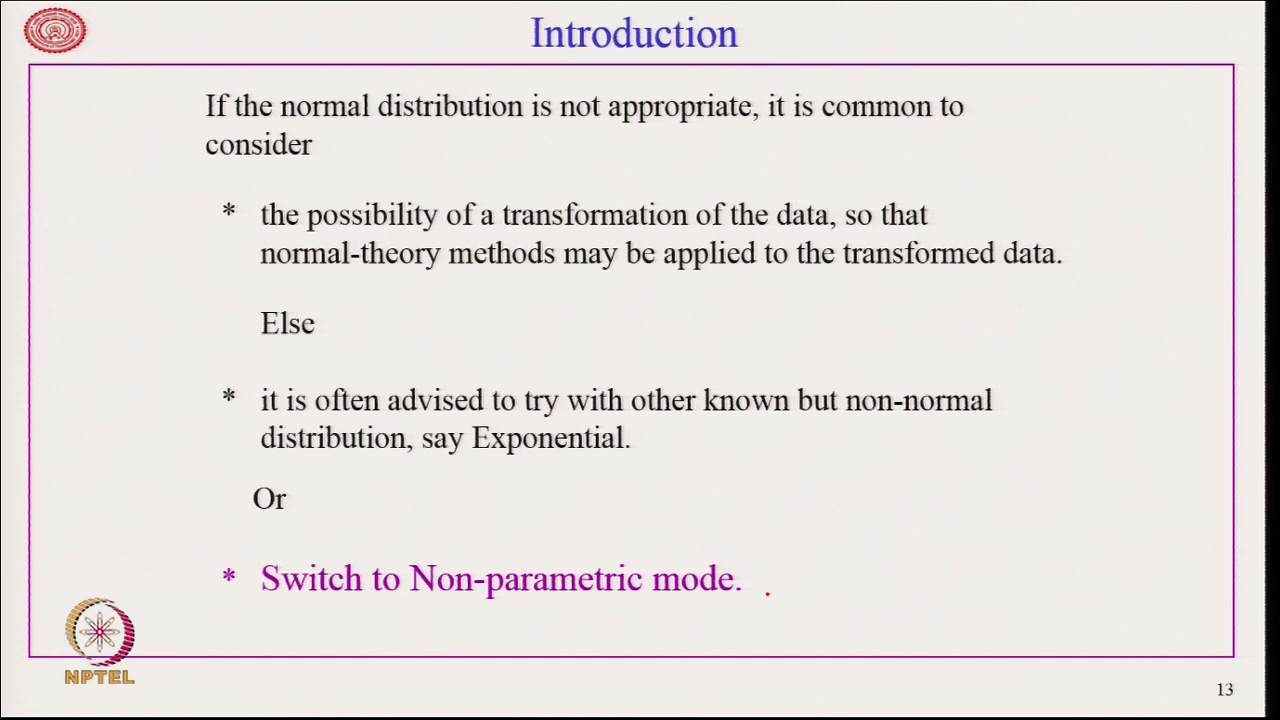 Introduction
If the normal distribution is not appropriate, it is common to
consider
* the possibility of a transformation of the data, so that
normal-theory methods may be applied to the transformed data.
Else
* it is often advised to try with other known but non-normal
distribution, say Exponential.
Or
* Switch to Non-parametric mode.
NPTEL
13